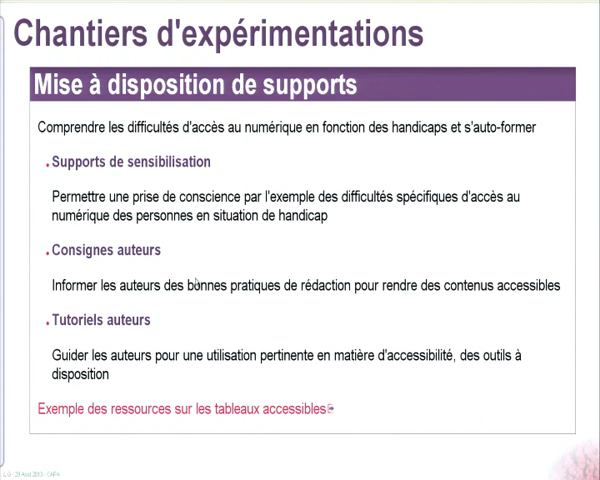 Chantiers d'expérimentations
Mise à disposition de supports
Comprendre les difficultés d'accès au numérique en fonction des handicaps et s'auto-former
Supports de sensibilisation
Permettre une prise de conscience par l'exemple des difficultés spécifiques d'accès au
numérique des personnes en situation de handicap
Consignes auteurs
Informer les auteurs des bonnes pratiques de rédaction pour rendre des contenus accessibles
Tutoriels auteurs
Guider les auteurs pour une utilisation pertinente en matière d'accessibilité, des outils à
disposition
Exemple des ressources sur les tableaux accessibles